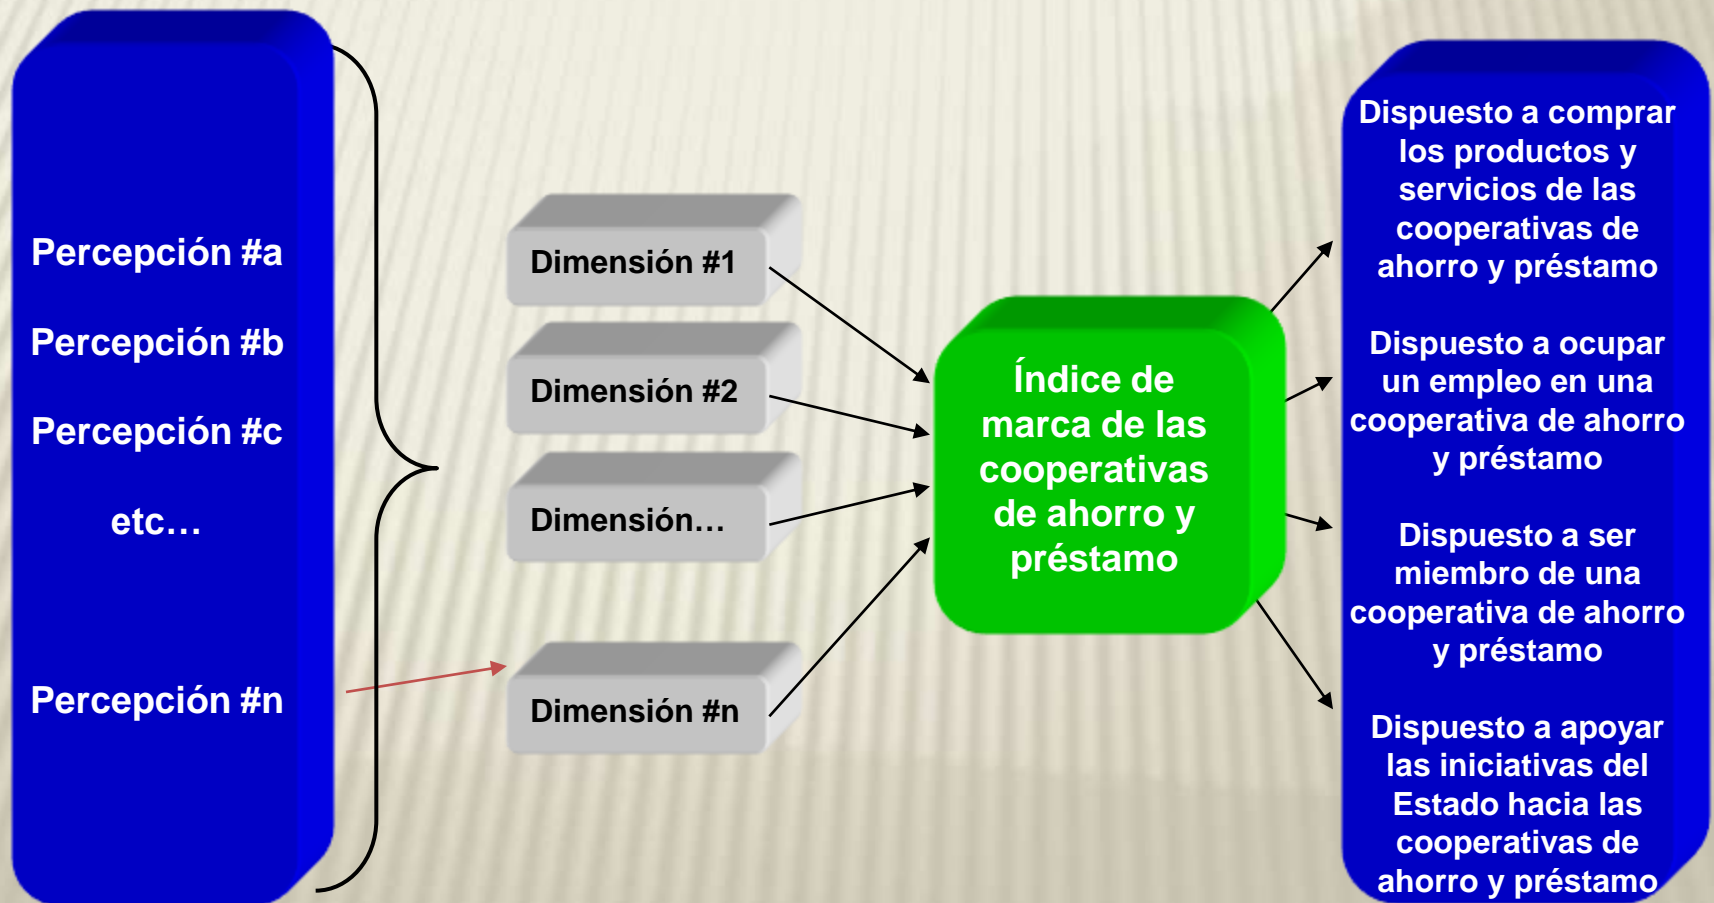 Percepción #a
Percepción #b
Percepción #c
etc...
Percepción #n
Dimensión #1
Dimensión #2
Dimensión...
Dimensión #n
Índice de
marca de las
cooperativas
de ahorro y
préstamo
Dispuesto a comprar
los productos y
servicios de las
cooperativas de
ahorro y préstamo
Dispuesto a ocupar
un empleo en una
cooperativa de ahorro
y préstamo
Dispuesto a ser
miembro de una
cooperativa de ahorro
y préstamo
Dispuesto a apoyar
las iniciativas del
Estado hacia las
cooperativas de
ahorro y préstamo